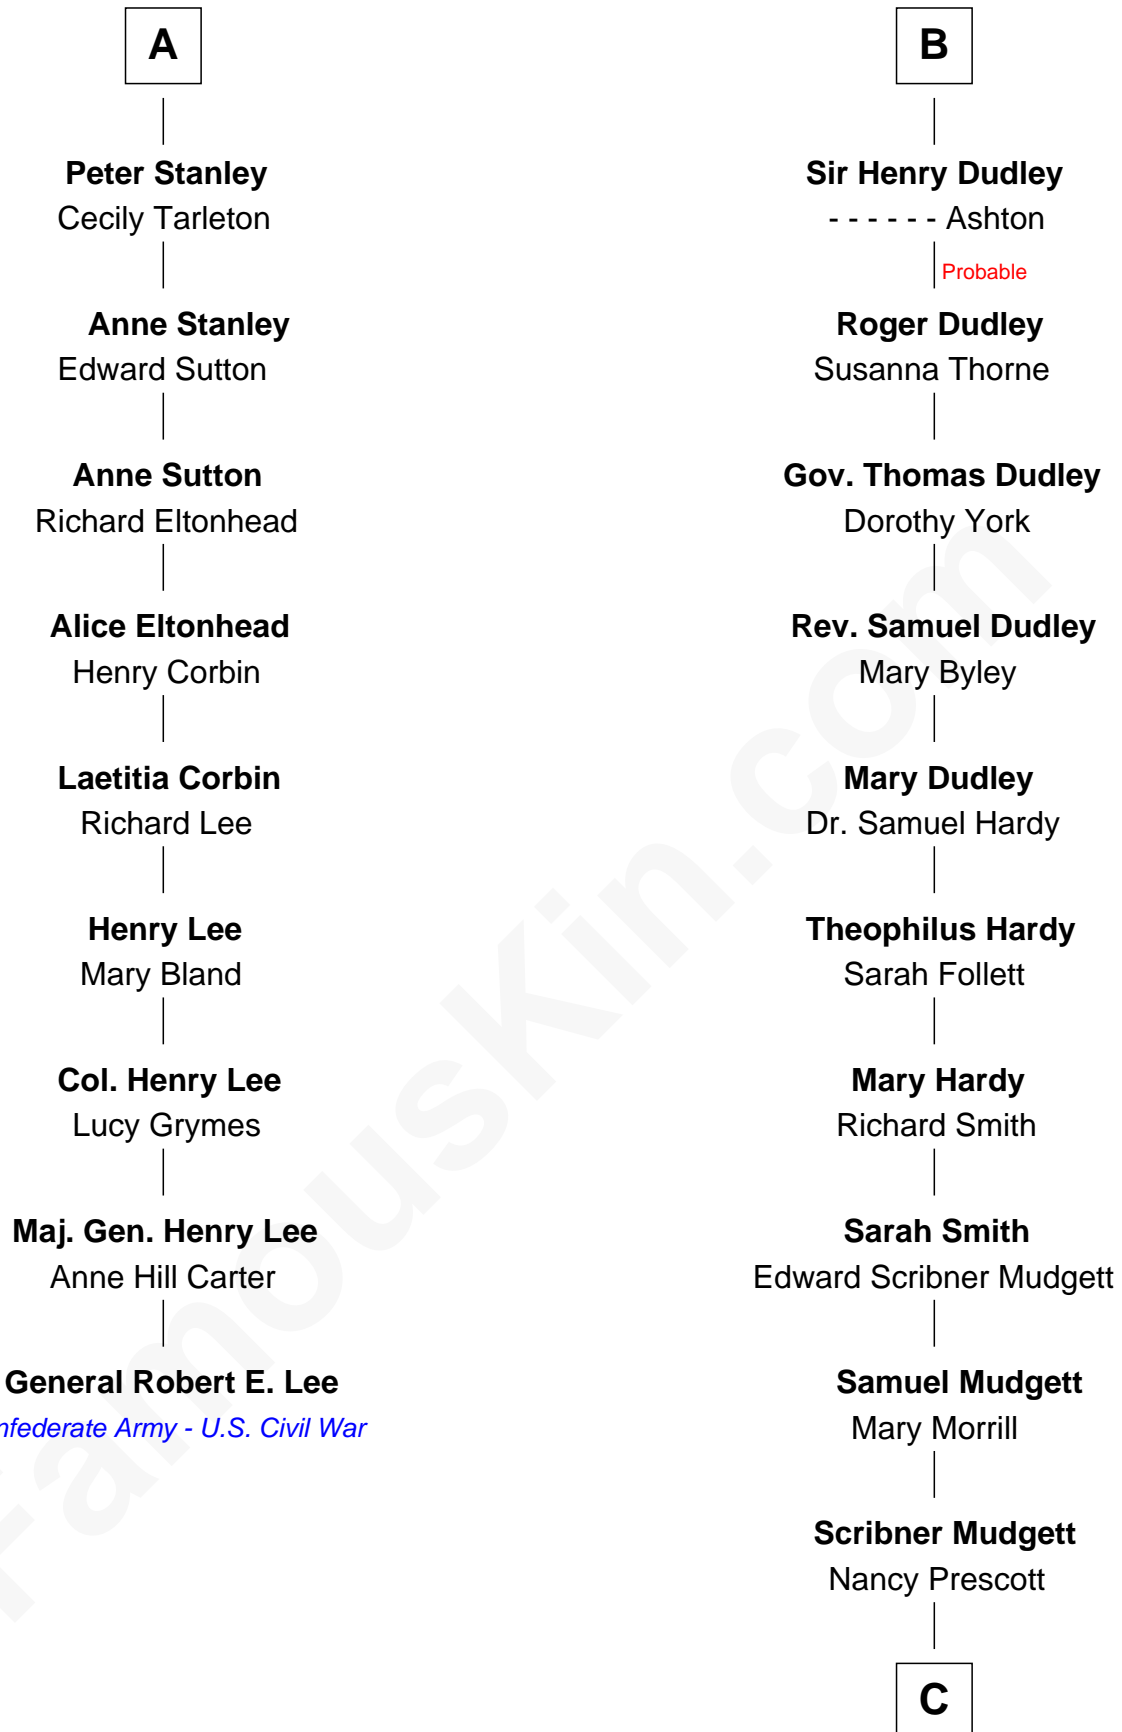 A
Peter Stanley
Cecily Tarleton
Anne Stanley
Edward Sutton
Anne Sutton
Richard Eltonhead
Alice Eltonhead
Henry Corbin
Laetitia Corbin
Richard Lee
Henry Lee
Mary Bland
Col. Henry Lee
Lucy Grymes
Maj. Gen. Henry Lee
Anne Hill Carter
General Robert E. Lee
nfederate Army - U.S. Civil War
B
Sir Henry Dudley
- - - - - - Ashton
Probable
Roger Dudley
Susanna Thorne
Gov. Thomas Dudley
Dorothy York
Rev. Samuel Dudley
Mary Byley
Mary Dudley
Dr. Samuel Hardy
Theophilus Hardy
Sarah Follett
Mary Hardy
Richard Smith
Sarah Smith
Edward Scribner Mudgett
Samuel Mudgett
Mary Morrill
Scribner Mudgett
Nancy Prescott
C
FamousKin.com